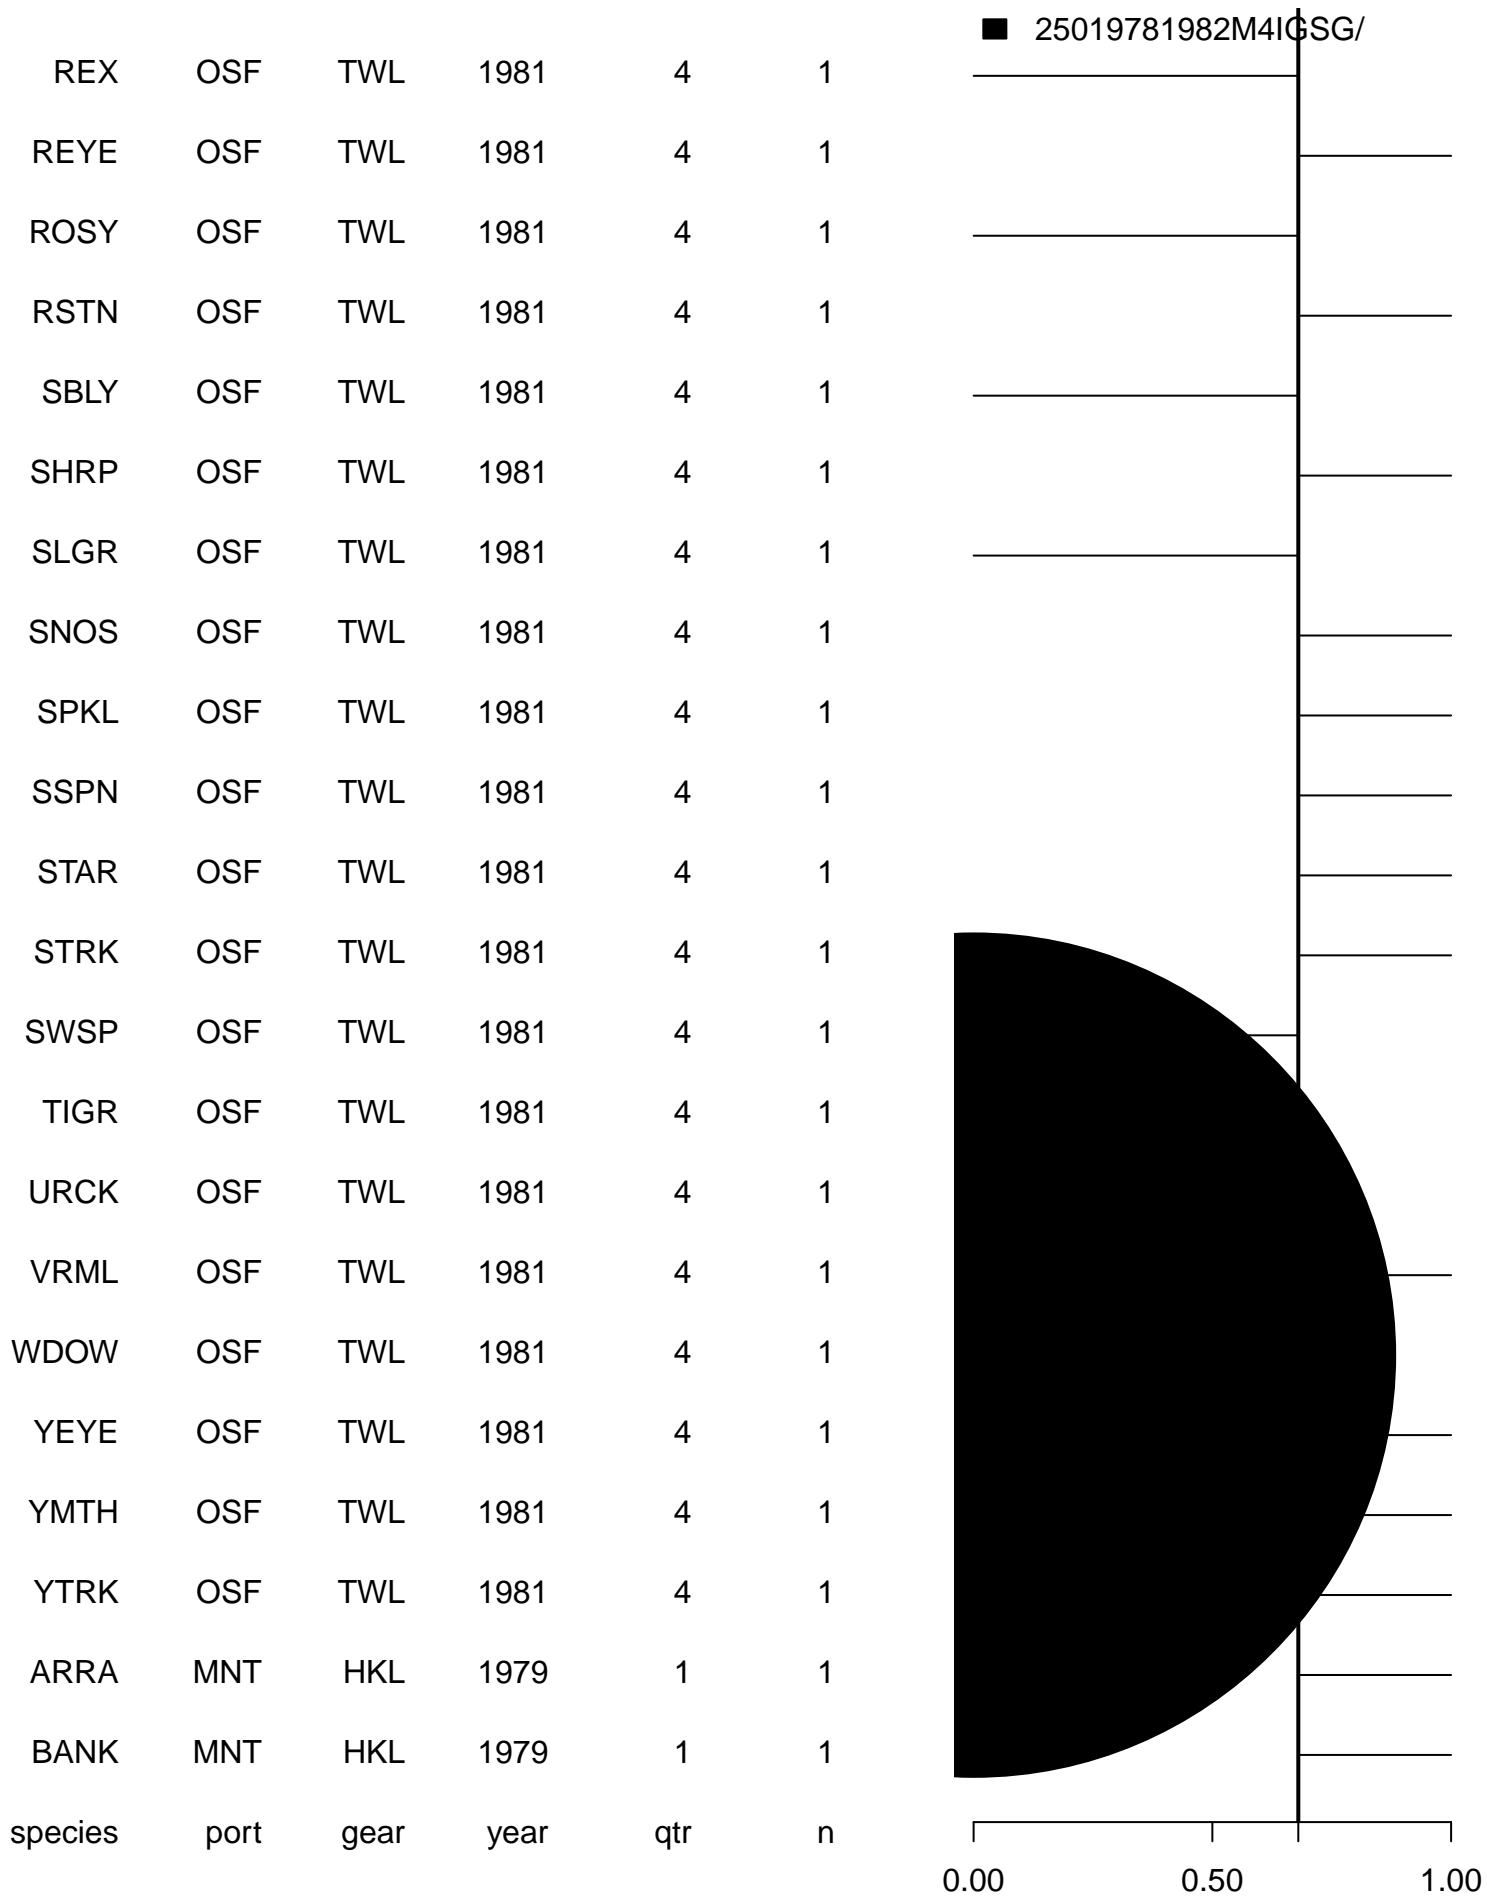 25019781982M4IGSG/
REX OSF TWL 1981 4 1
REYE OSF TWL 1981 4 1
ROSY OSF TWL 1981 4 1
RSTN OSF TWL 1981 4 1
SBLY OSF TWL 1981 4 1
SHRP OSF TWL 1981 4 1
SLGR OSF TWL 1981 4 1
SNOS OSF TWL 1981 4 1
SPKL OSF TWL 1981 4 1
SSPN OSF TWL 1981 4 1
STAR OSF TWL 1981 4 1
STRK OSF TWL 1981 4 1
SWSP OSF TWL 1981 4 1
TIGR OSF TWL 1981 4 1
URCK OSF TWL 1981 4 1
VRML OSF TWL 1981 4 1
WDOW OSF TWL 1981 4 1
YEYE OSF TWL 1981 4 1
YMTH OSF TWL 1981 4 1
YTRK OSF TWL 1981 4 1
ARRA MNT HKL 1979 1 1
BANK MNT HKL 1979 1 1
species port gear year qtr n
0.00 0.50 1.00